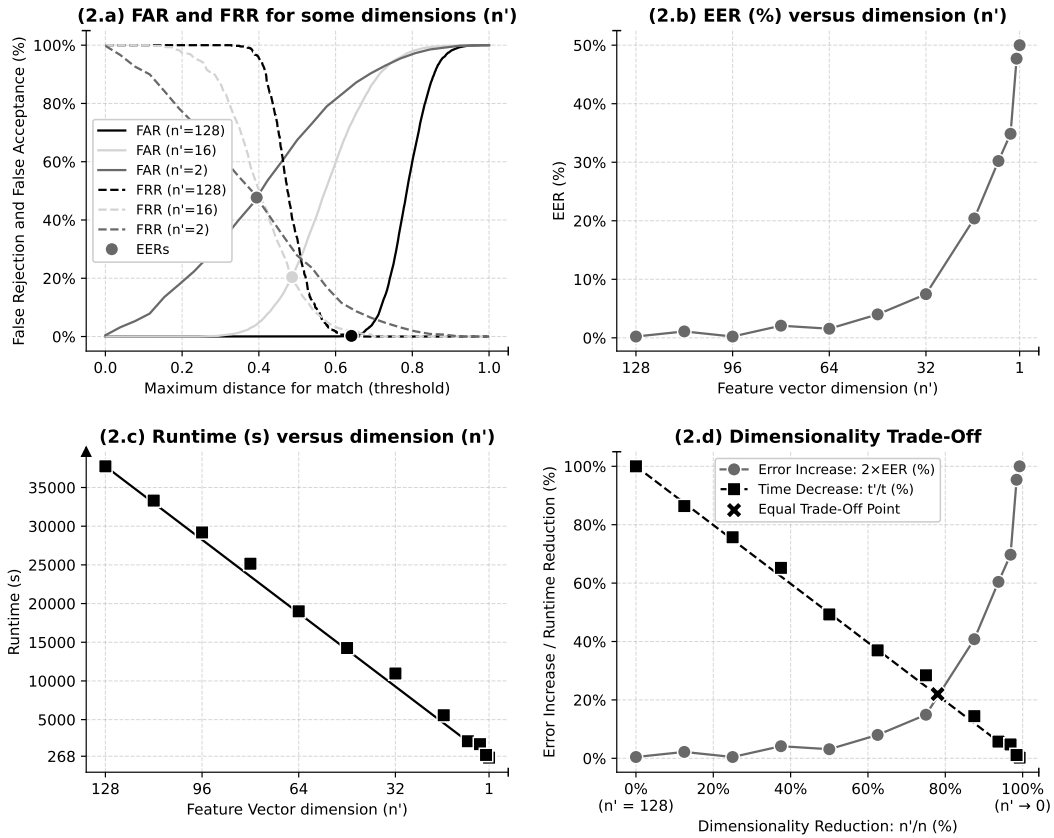 (2.a) FAR and FRR for some dimensions (n')
False Rejection and False Acceptance (%)
100%
80%
60%
40%
20%
0%
FAR (n'=128)
FAR (n'=16)
FAR (n'=2)
FRR (n'=128)
FRR (n'=16)
FRR (n'=2)
EERs
0.0 0.2 0.4 0.6 0.8 1.0
Maximum distance for match (threshold)
(2.b) EER (%) versus dimension (n')
EER (%)
50%
40%
30%
20%
10%
0%
128 96 64 32 1
Feature vector dimension (n')
(2.c) Runtime (s) versus dimension (n')
Runtime (s)
35000
30000
25000
20000
15000
10000
5000
268
128 96 64 32 1
Feature Vector dimension (n')
(2.d) Dimensionality Trade-Off
Error Increase / Runtime Reduction (%)
100%
80%
60%
40%
20%
0%
Error Increase: 2×EER (%)
Time Decrease: t'/t (%)
Equal Trade-Off Point
0% 20% 40% 60% 80% 100%
(n' = 128) (n' → 0)
Dimensionality Reduction: n'/n (%)